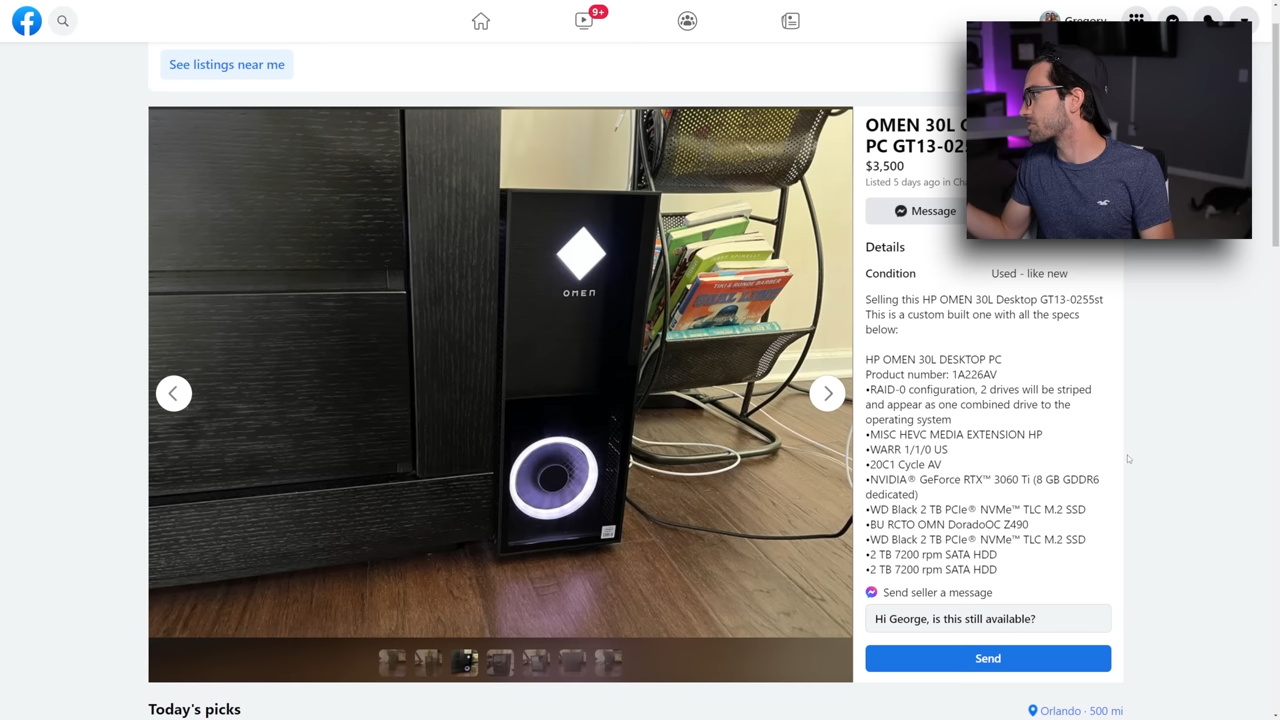 9+
Gregory
See listings near me
OMEN 30L
PC GT13-02
$3,500
Listed 5 days ago in
Message
Details
Condition Used - like new
Selling this HP OMEN 30L Desktop GT13-0255st
This is a custom built one with all the specs
below:
HP OMEN 30L DESKTOP PC
Product number: 1A226AV
•RAID-0 configuration, 2 drives will be striped
and appear as one combined drive to the
operating system
•MISC HEVC MEDIA EXTENSION HP
•WARR 1/1/0 US
•20C1 Cycle AV
•NVIDIA® GeForce RTX™ 3060 Ti (8 GB GDDR6
dedicated)
•WD Black 2 TB PCIe® NVMe™ TLC M.2 SSD
•BU RCTO OMN DoradoOC Z490
•WD Black 2 TB PCIe® NVMe™ TLC M.2 SSD
•2 TB 7200 rpm SATA HDD
•2 TB 7200 rpm SATA HDD
Send seller a message
Hi George, is this still available?
Send
OMEN
TIKI & RONDE BARBER
Today's picks
Orlando · 500 mi